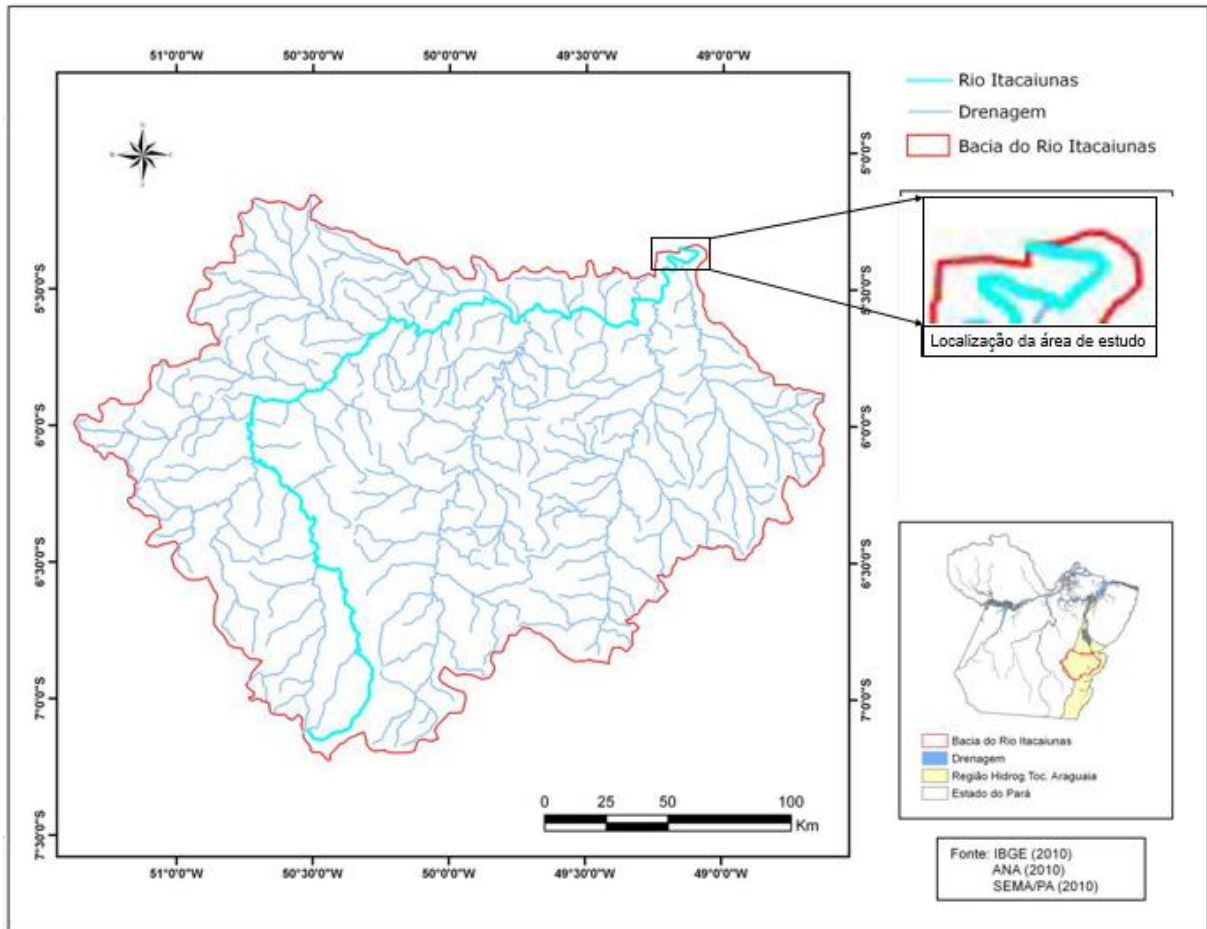 51°0'0"W 50°30'0"W 50°0'0"W 49°30'0"W 49°0'0"W
Rio Itacaiunas
Drenagem
Bacia do Rio Itacaiunas
5°0'0"S
5°30'0"S
5°30'0"S
Localização da área de estudo
6°0'0"S
6°0'0"S
6°30'0"S
6°30'0"S
7°0'0"S
7°0'0"S
7°30'0"S
0 25 50 100
Km
51°0'0"W 50°30'0"W 50°0'0"W 49°30'0"W 49°0'0"W
Bacia do Rio Itacaiunas
Drenagem
Região Hidrog.Toc. Araguaia
Estado do Pará
Fonte: IBGE (2010)
ANA (2010)
SEMA/PA (2010)